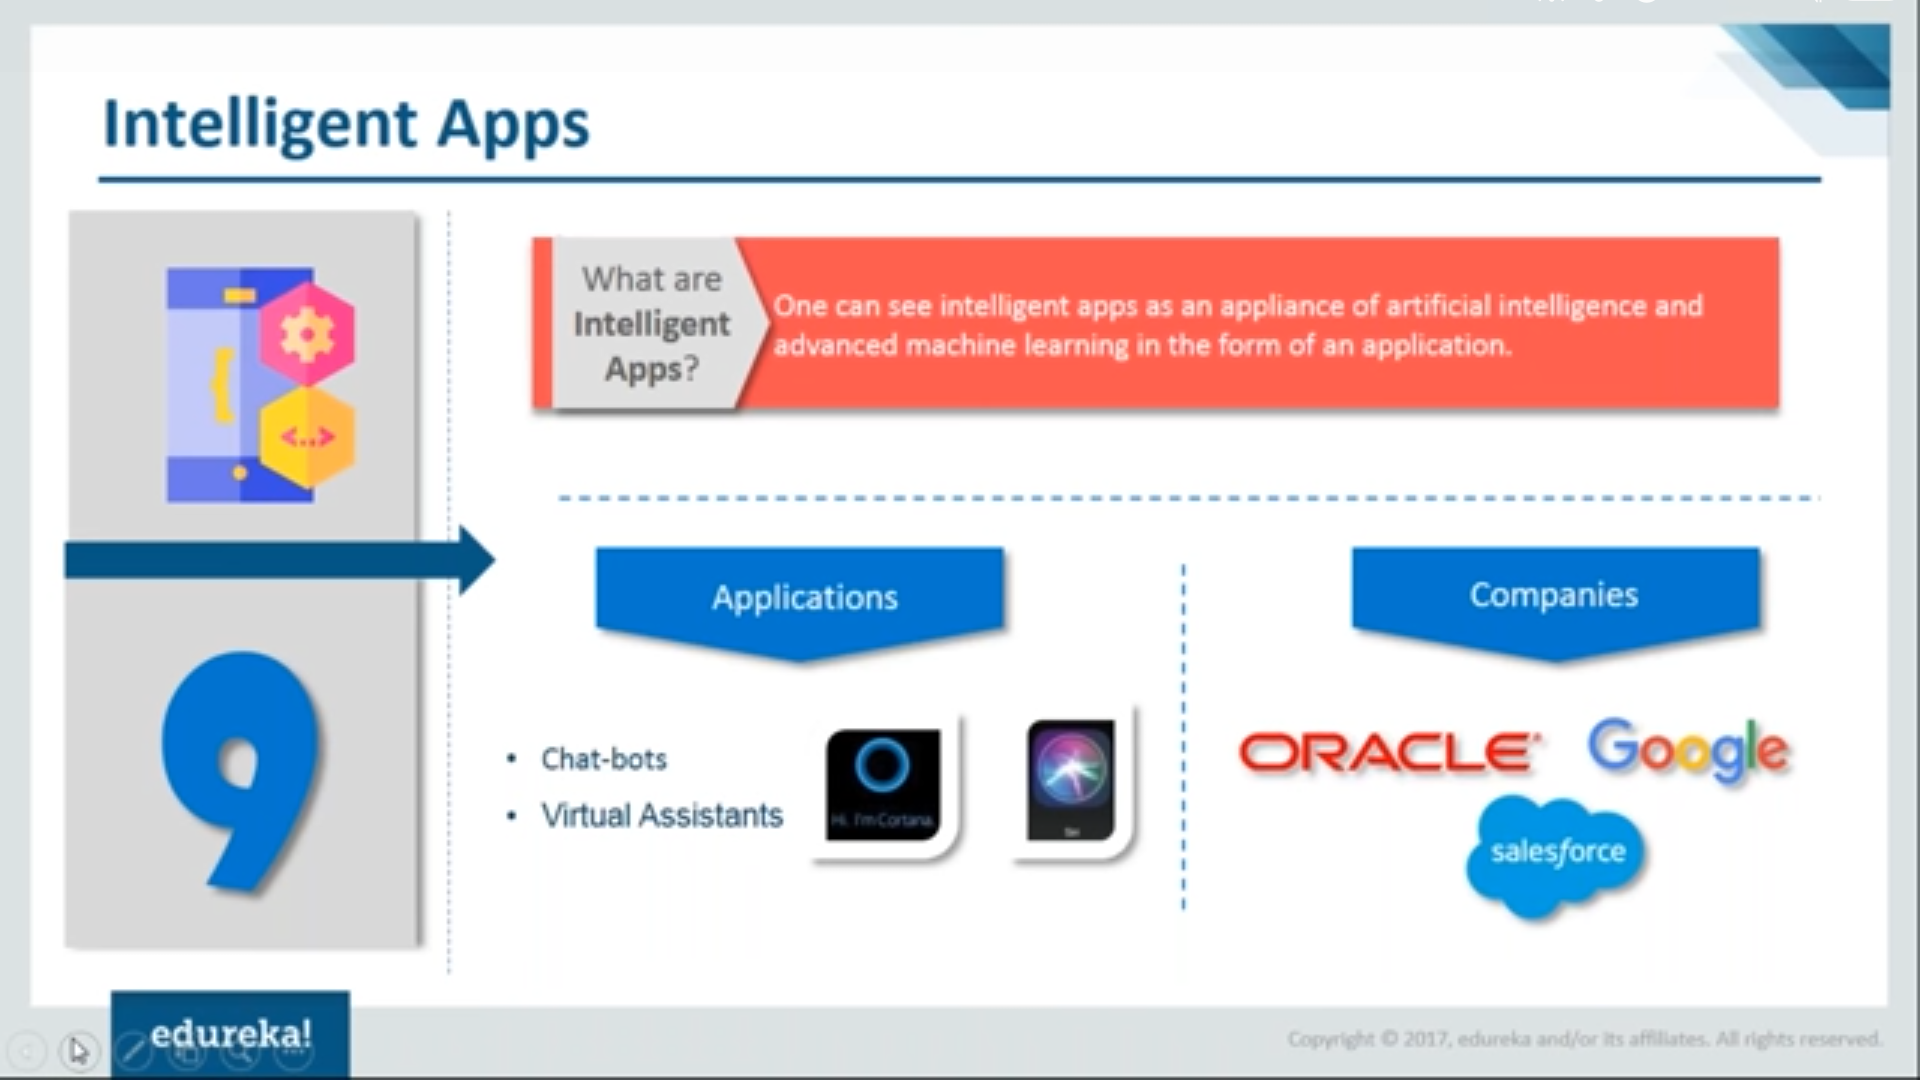 Intelligent Apps
What are
Intelligent
Apps?
One can see intelligent apps as an appliance of artificial intelligence and
advanced machine learning in the form of an application.
Applications
Companies
• Chat-bots
• Virtual Assistants
Hi. I'm Cortana.
Siri
ORACLE
Google
salesforce
9
edureka!
Copyright © 2017, edureka and/or its affiliates. All rights reserved.